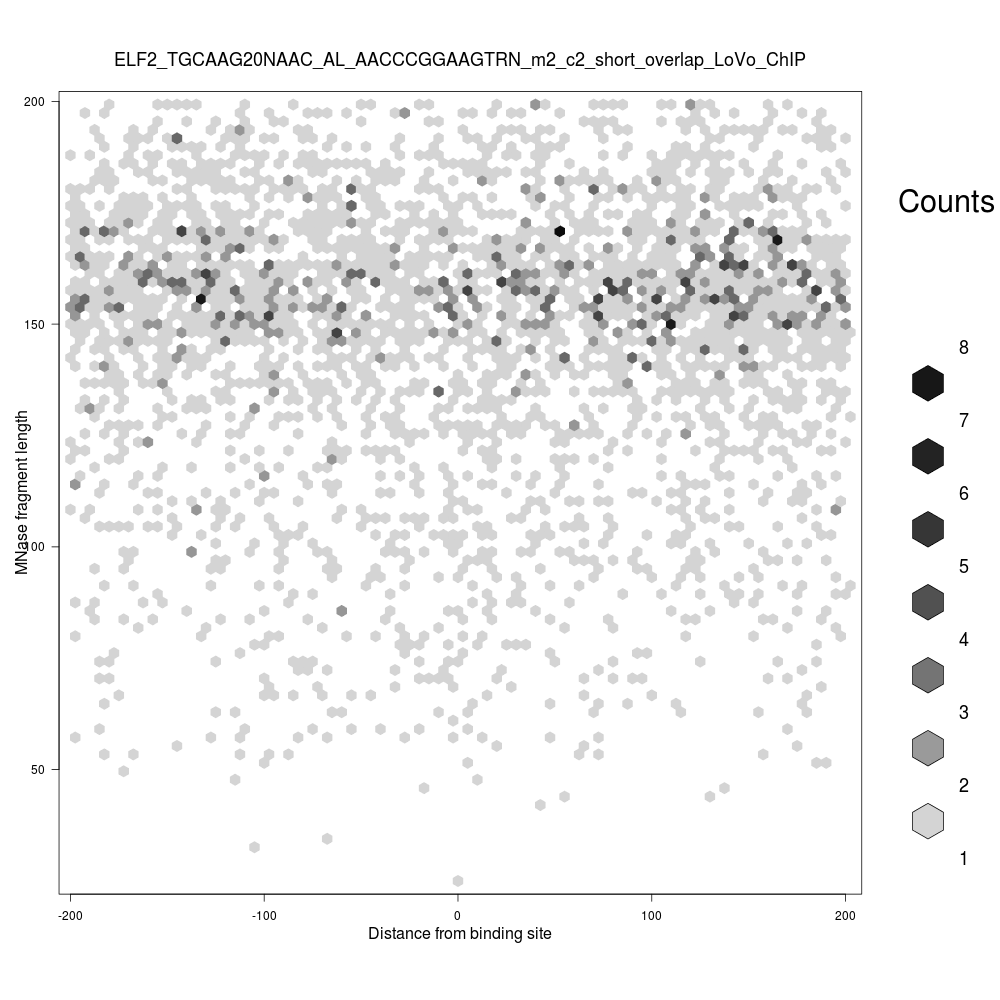 ELF2_TGCAAG20NAAC_AL_AACCCGGAAGTRN_m2_c2_short_overlap_LoVo_ChIP
Counts
8
7
6
5
4
3
2
1
200
150
100
50
MNase fragment length
-200 -100 0 100 200
Distance from binding site